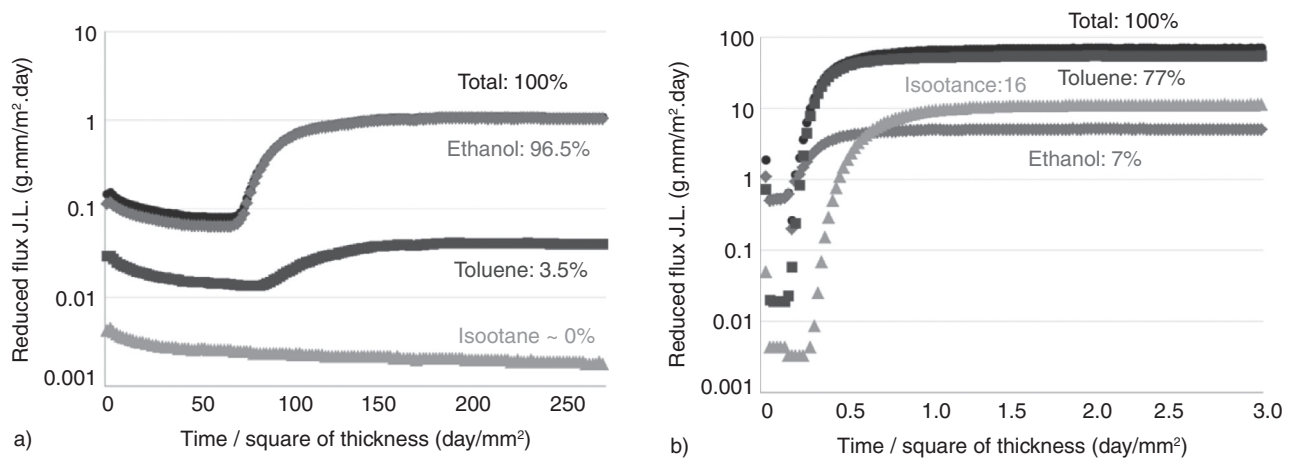 10
1
0.1
0.01
0.001
Reduced flux J.L. (g.mm/m².day)
Total: 100%
Ethanol: 96.5%
Toluene: 3.5%
Isootane ~ 0%
0 50 100 150 200 250
a) Time / square of thickness (day/mm²)
100
10
1
0.1
0.01
0.001
Reduced flux J.L. (g.mm/m².day)
Total: 100%
Isootance:16 Toluene: 77%
Ethanol: 7%
0 0.5 1.0 1.5 2.0 2.5 3.0
b) Time / square of thickness (day/mm²)